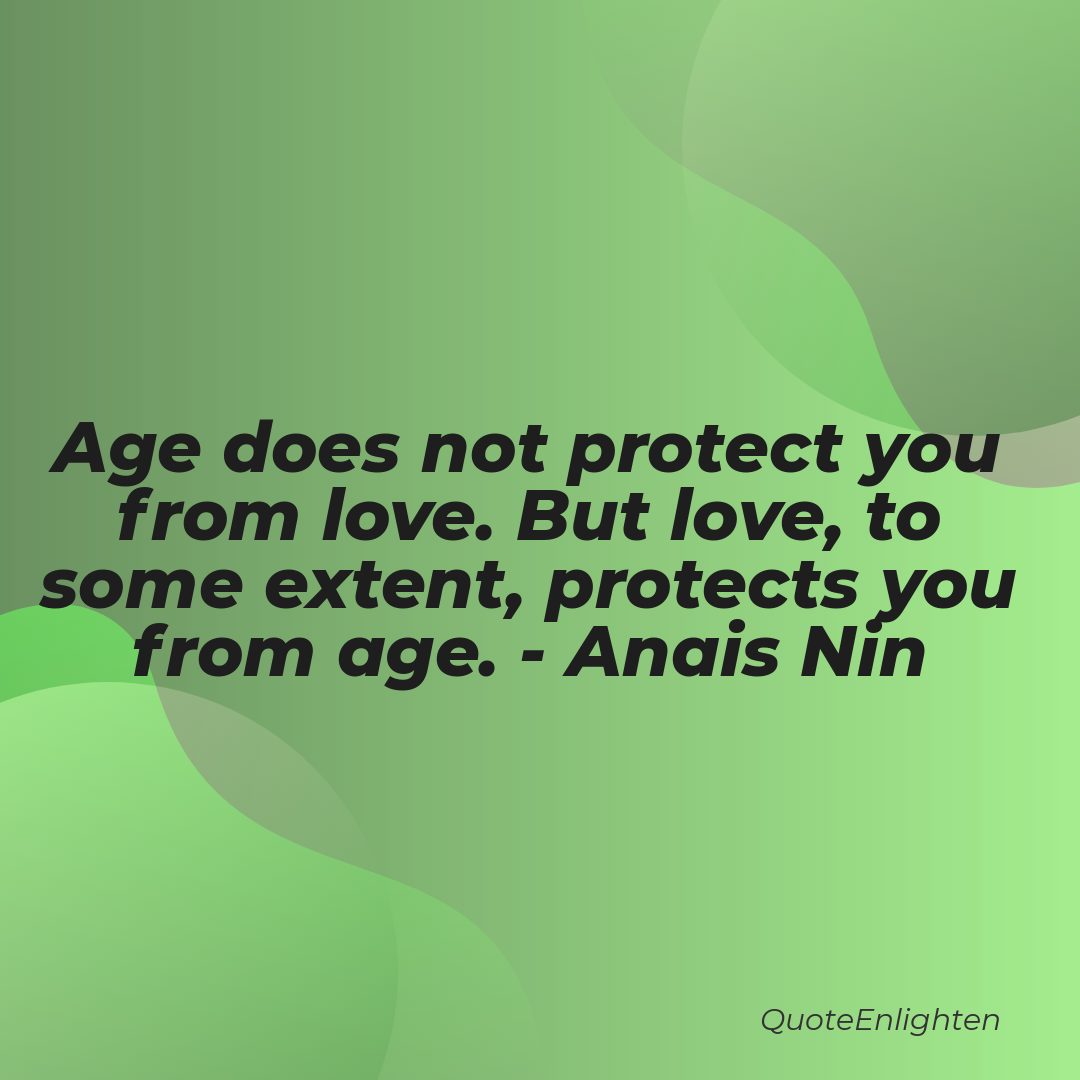 Age does not protect you
from love. But love, to
some extent, protects you
from age. - Anais Nin
QuoteEnlighten